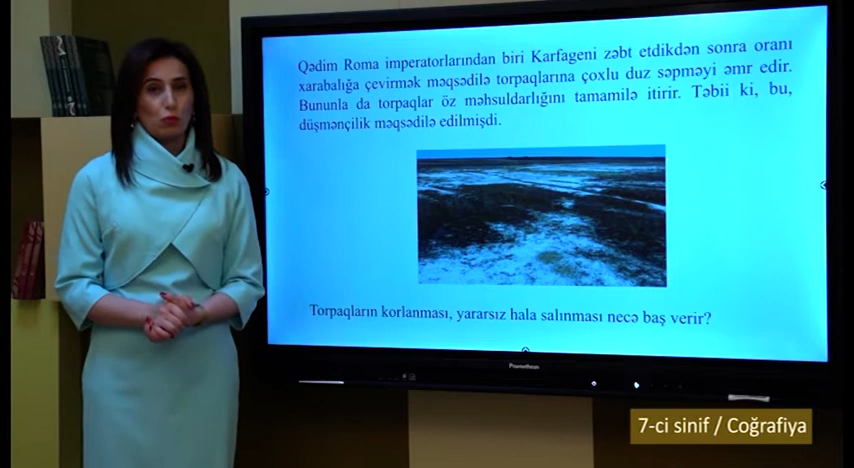 Qədim Roma imperatorlarından biri Karfageni zəbt etdikdən sonra oranı
xarabalığa çevirmək məqsədilə torpaqlarına çoxlu duz səpməyi əmr edir.
Bununla da torpaqlar öz məhsuldarlığını tamamilə itirir. Təbii ki, bu,
düşmənçilik məqsədilə edilmişdi.
Torpaqların korlanması, yararsız hala salınması necə baş verir?
Promethean
7-ci sinif / Coğrafiya